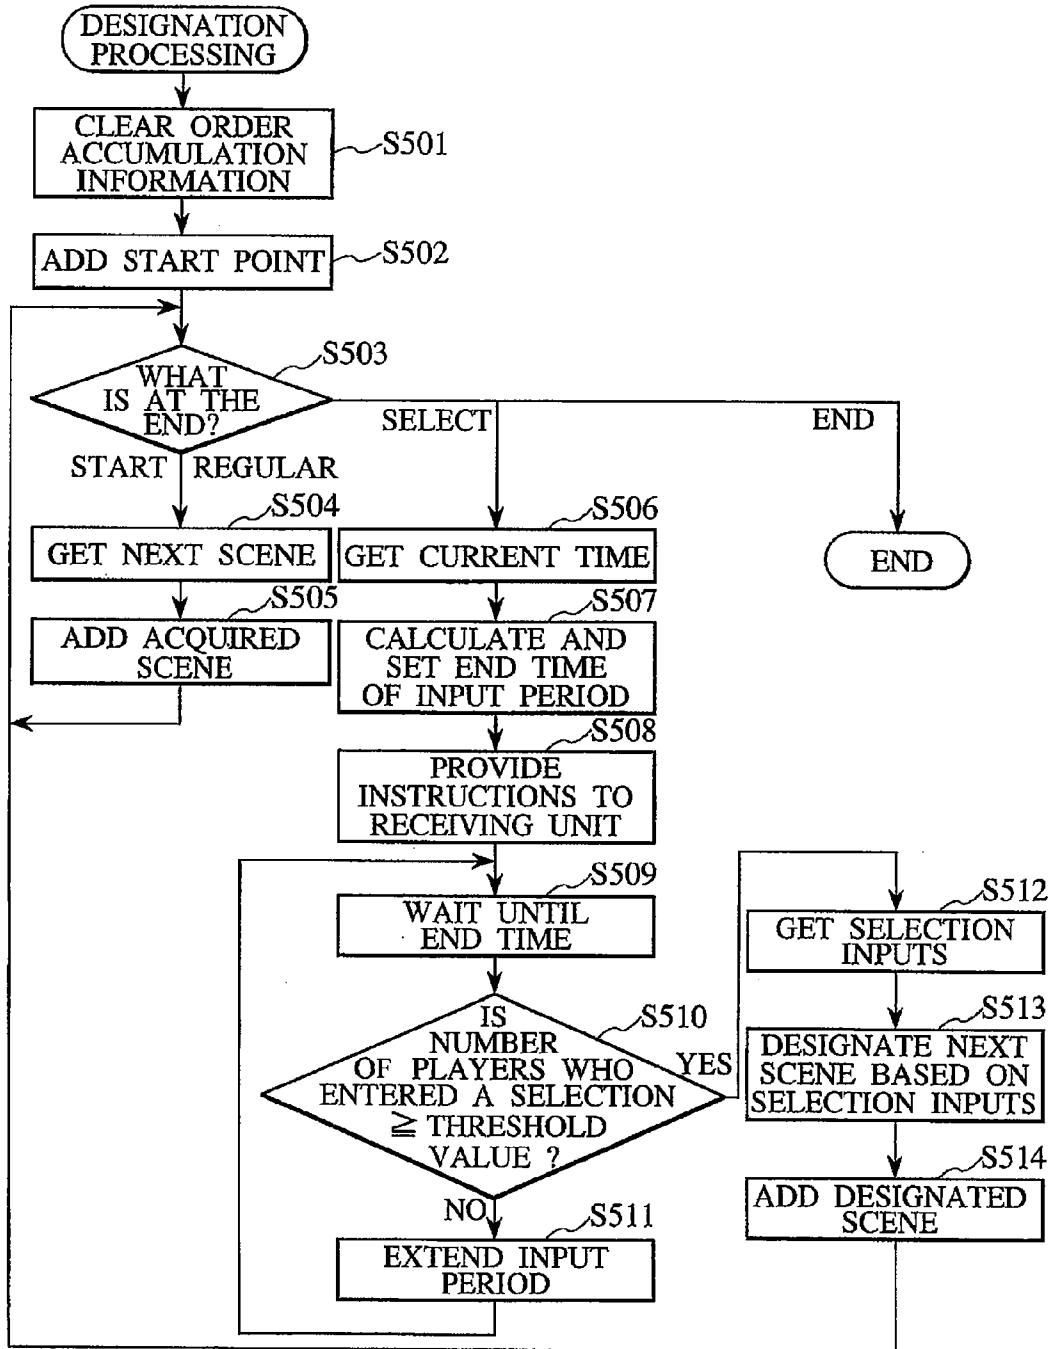 DESIGNATION
PROCESSING
CLEAR ORDER
ACCUMULATION
INFORMATION
S501
ADD START POINT
S502
WHAT
IS AT THE
END?
S503
START
REGULAR
SELECT
END
S504
GET NEXT SCENE
S505
ADD ACQUIRED
SCENE
S506
GET CURRENT TIME
END
S507
CALCULATE AND
SET END TIME
OF INPUT PERIOD
S508
PROVIDE
INSTRUCTIONS TO
RECEIVING UNIT
S509
WAIT UNTIL
END TIME
IS
NUMBER
OF PLAYERS WHO
ENTERED A SELECTION
≧ THRESHOLD
VALUE ?
S510
YES
NO
S511
EXTEND INPUT
PERIOD
S512
GET SELECTION
INPUTS
S513
DESIGNATE NEXT
SCENE BASED ON
SELECTION INPUTS
S514
ADD DESIGNATED
SCENE